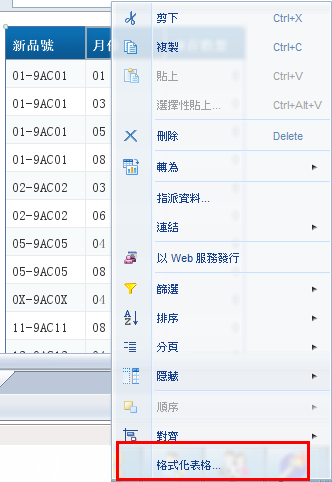 新品號 月份
01-9AC01 01
01-9AC01 03
01-9AC01 05
01-9AC01 08
02-9AC02 03
02-9AC02 06
05-9AC05 04
05-9AC05 08
0X-9AC0X 04
11-9AC11 08
剪下 Ctrl+X
複製 Ctrl+C
貼上 Ctrl+V
選擇性貼上... Ctrl+Alt+V
刪除 Delete
轉為
指派資料...
連結
以 Web 服務發行
篩選
排序
分頁
隱藏
順序
對齊
格式化表格...